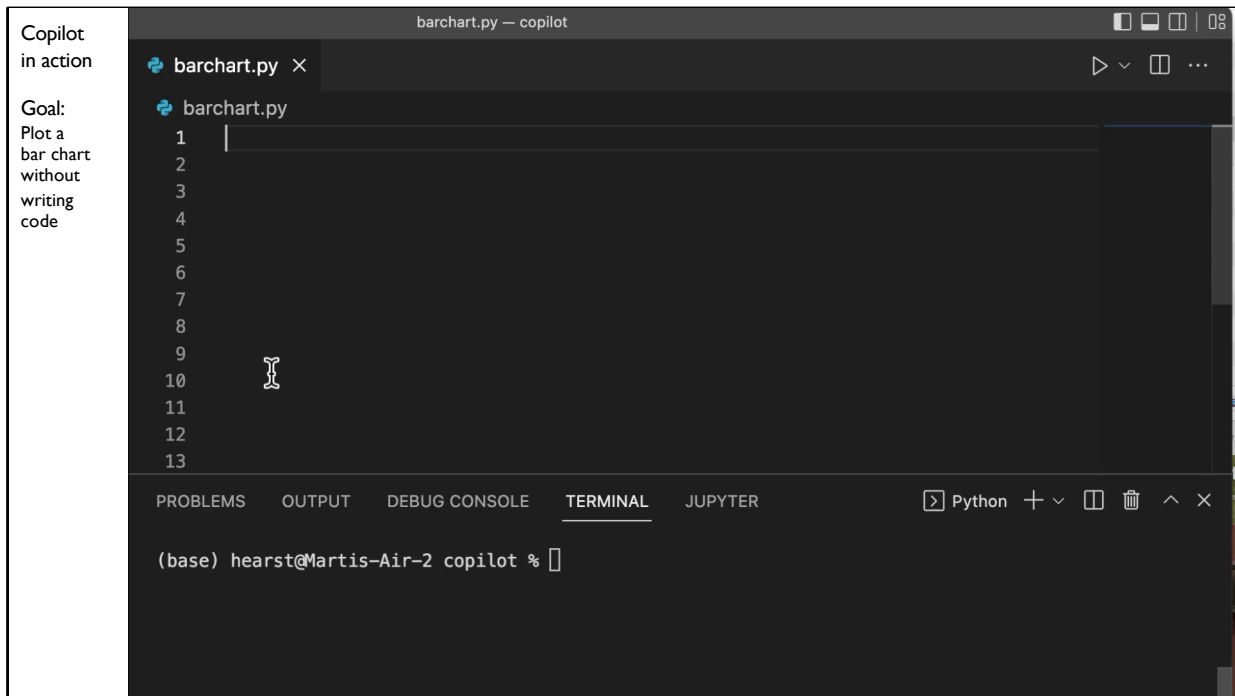 Copilot
in action
Goal:
Plot a
bar chart
without
writing
code
barchart.py — copilot
barchart.py
barchart.py
1
2
3
4
5
6
7
8
9
10
11
12
13
PROBLEMS OUTPUT DEBUG CONSOLE TERMINAL JUPYTER Python
(base) hearst@Martis-Air-2 copilot %